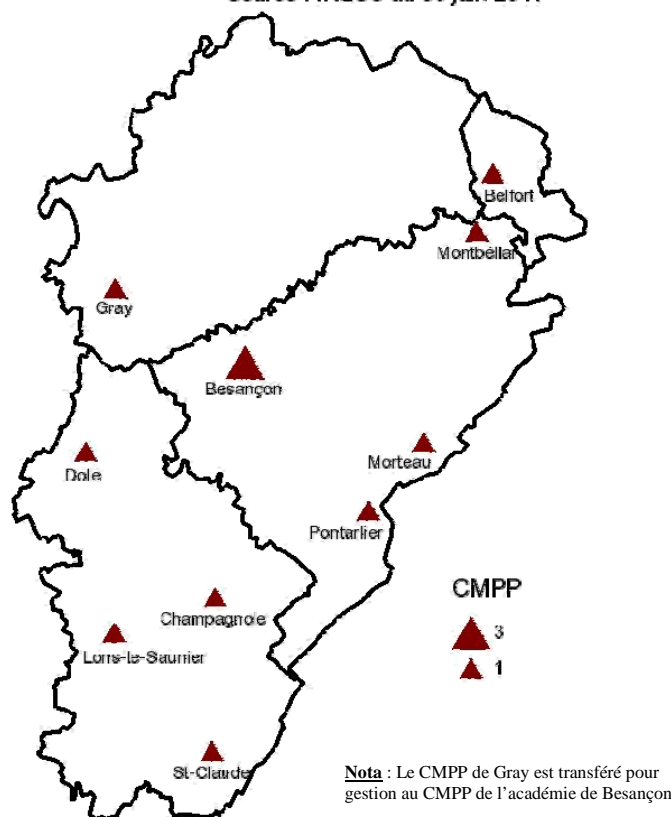 Belfort
Montbéliar
Gray
Besançon
Morteau
Dole
Pontarlier
CMPP
3
1
Champagnole
Lons-le-Saunier
St-Claude
Nota : Le CMPP de Gray est transféré pour
gestion au CMPP de l'académie de Besançon